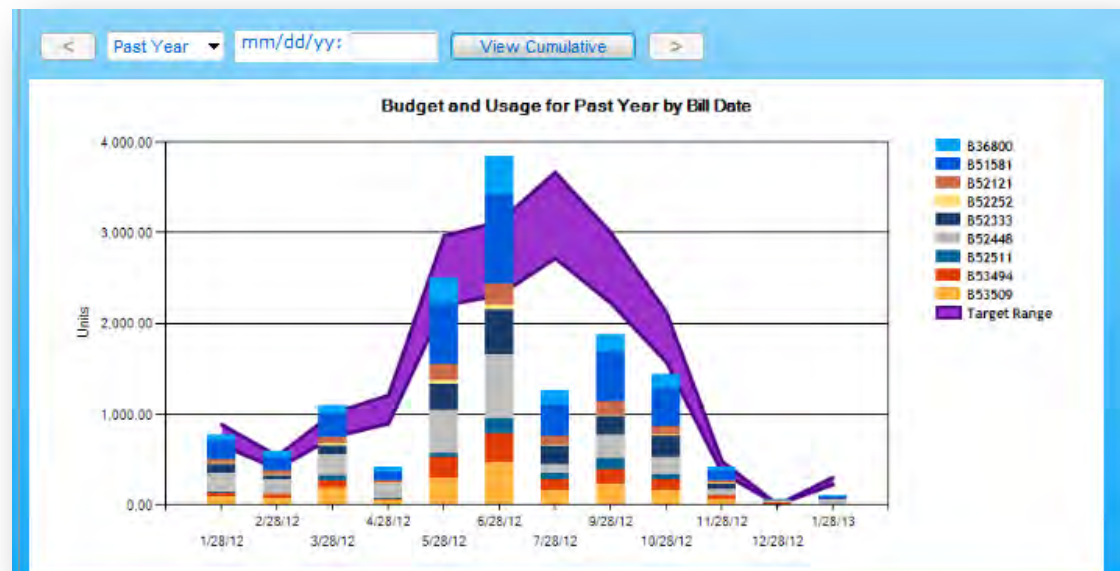 < Past Year mm/dd/yy: View Cumulative >
Budget and Usage for Past Year by Bill Date
4,000.00
3,000.00
2,000.00
1,000.00
0.00
Units
B36800
B51581
B52121
B52252
B52333
B52448
B52511
B53494
B53509
Target Range
2/28/12 4/28/12 6/28/12 9/28/12 11/28/12 1/28/13
1/28/12 3/28/12 5/28/12 7/28/12 10/28/12 12/28/12